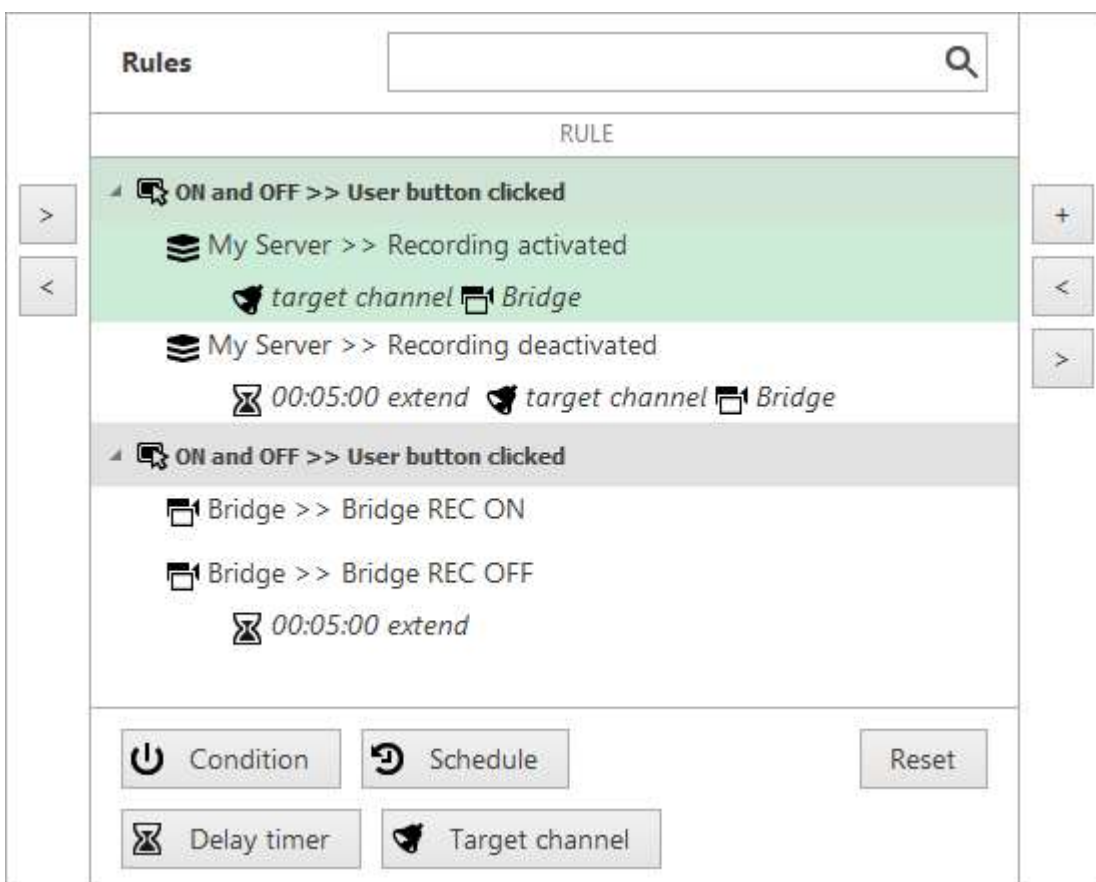 Rules
RULE
ON and OFF >> User button clicked
My Server >> Recording activated
target channel Bridge
My Server >> Recording deactivated
00:05:00 extend target channel Bridge
ON and OFF >> User button clicked
Bridge >> Bridge REC ON
Bridge >> Bridge REC OFF
00:05:00 extend
>
<
+
<
>
Condition Schedule Reset
Delay timer Target channel